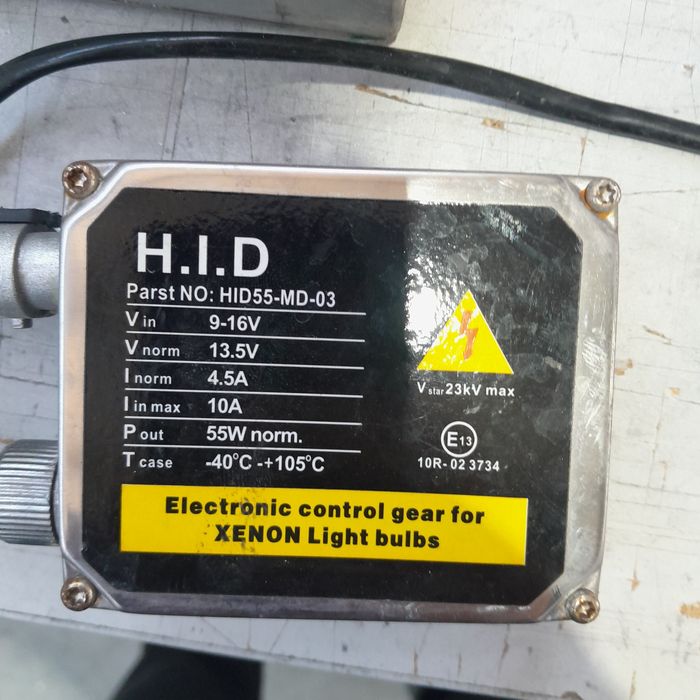 H.I.D
Parst NO: HID55-MD-03
V in 9-16V
V norm 13.5V
I norm 4.5A
I in max 10A
P out 55W norm.
T case -40°C -+105°C
V star 23kV max
E13
10R- 02 3734
Electronic control gear for
XENON Light bulbs